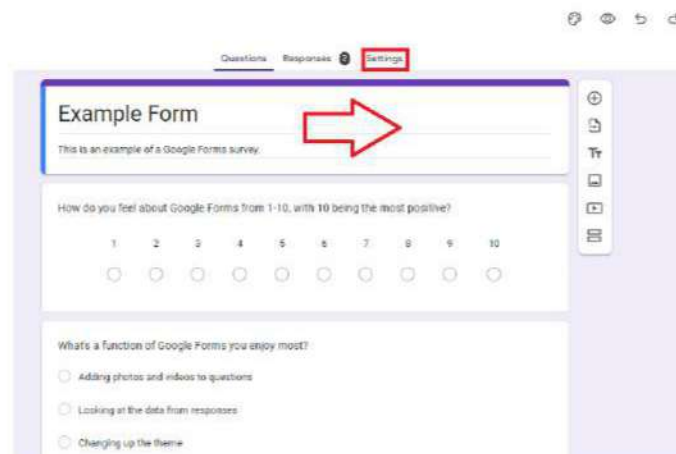 Questions Responses 2 Settings
Example Form
This is an example of a Google Forms survey.
Tт
How do you feel about Google Forms from 1-10, with 10 being the most positive?
1 2 3 4 5 6 7 8 9 10
What's a function of Google Forms you enjoy most?
Adding photos and videos to questions
Looking at the data from responses
Changing up the theme